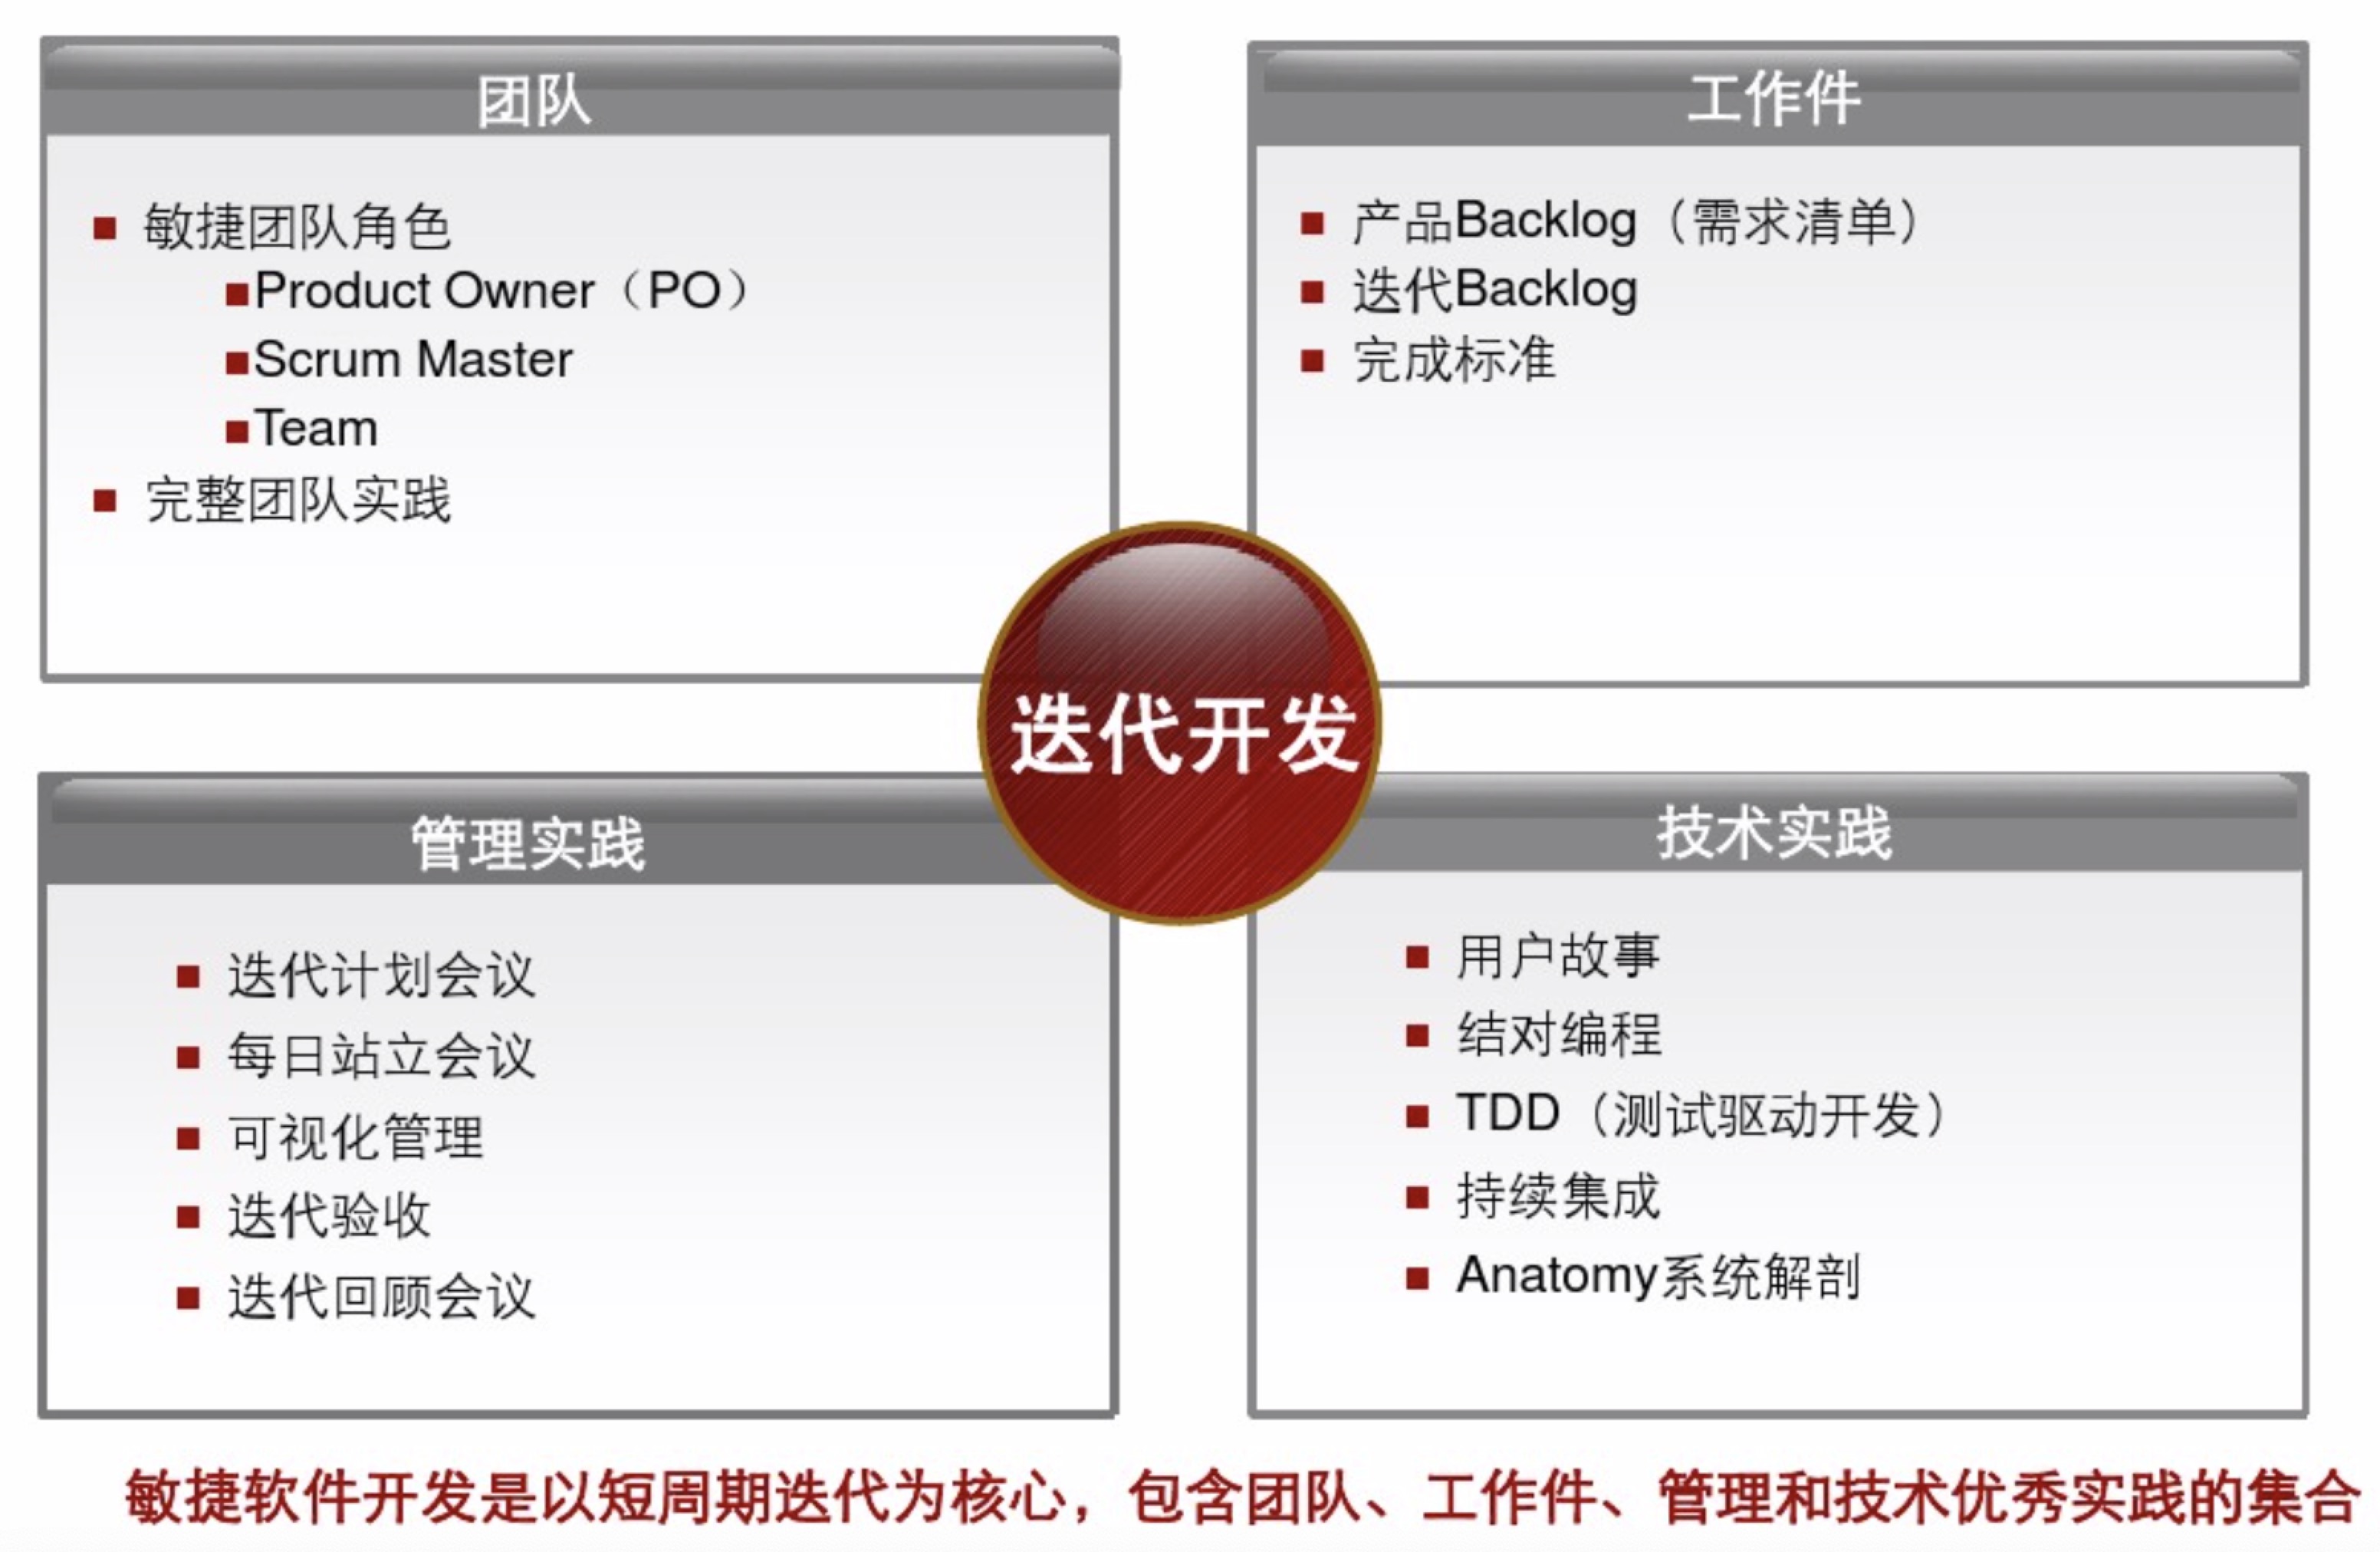 团队
敏捷团队角色
Product Owner（PO）
Scrum Master
Team
完整团队实践
工作件
产品Backlog（需求清单）
迭代Backlog
完成标准
迭代开发
管理实践
迭代计划会议
每日站立会议
可视化管理
迭代验收
迭代回顾会议
技术实践
用户故事
结对编程
TDD（测试驱动开发）
持续集成
Anatomy系统解剖
敏捷软件开发是以短周期迭代为核心，包含团队、工作件、管理和技术优秀实践的集合